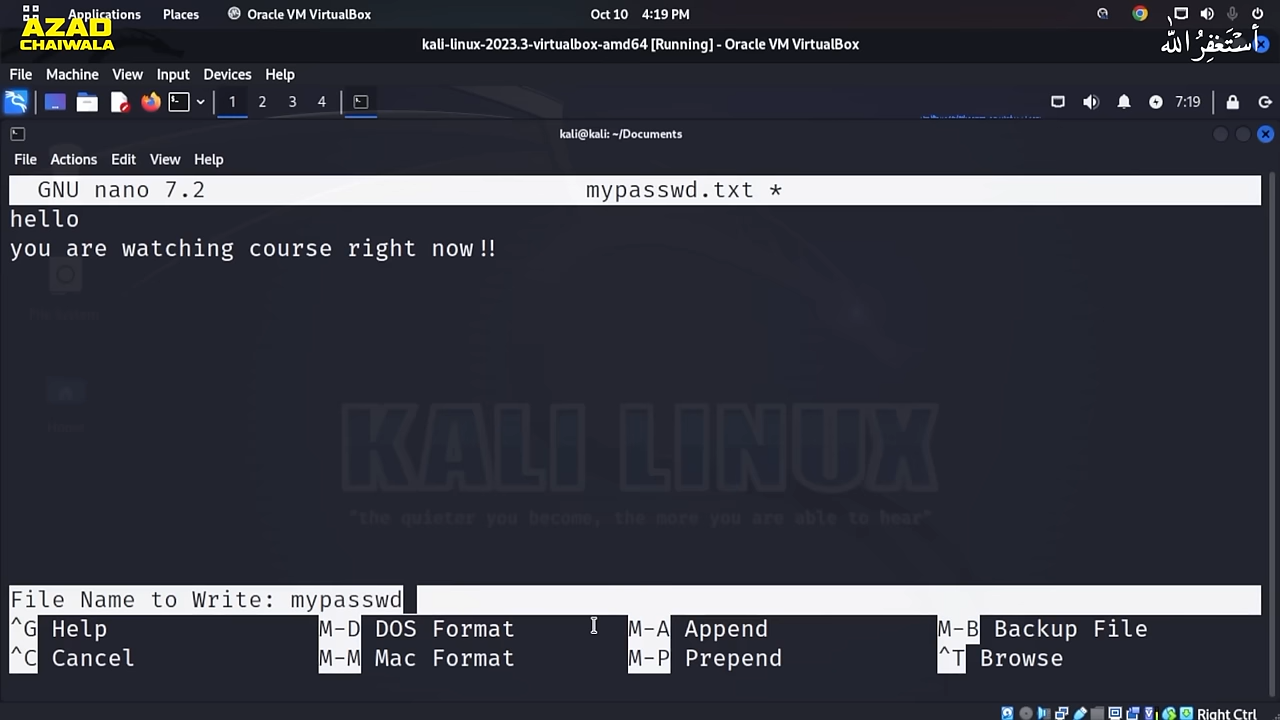 Applications Places Oracle VM VirtualBox Oct 10 4:19 PM
AZAD
CHAIWALA
أستغفر الله
kali-linux-2023.3-virtualbox-amd64 [Running] - Oracle VM VirtualBox
File Machine View Input Devices Help
1 2 3 4 7:19
kali@kali: ~/Documents
File Actions Edit View Help
GNU nano 7.2 mypasswd.txt *
hello
you are watching course right now!!
Home
KALI LINUX
"the quieter you become, the more you are able to hear"
File Name to Write: mypasswd
^G Help M-D DOS Format M-A Append M-B Backup File
^C Cancel M-M Mac Format M-P Prepend ^T Browse
Right Ctrl